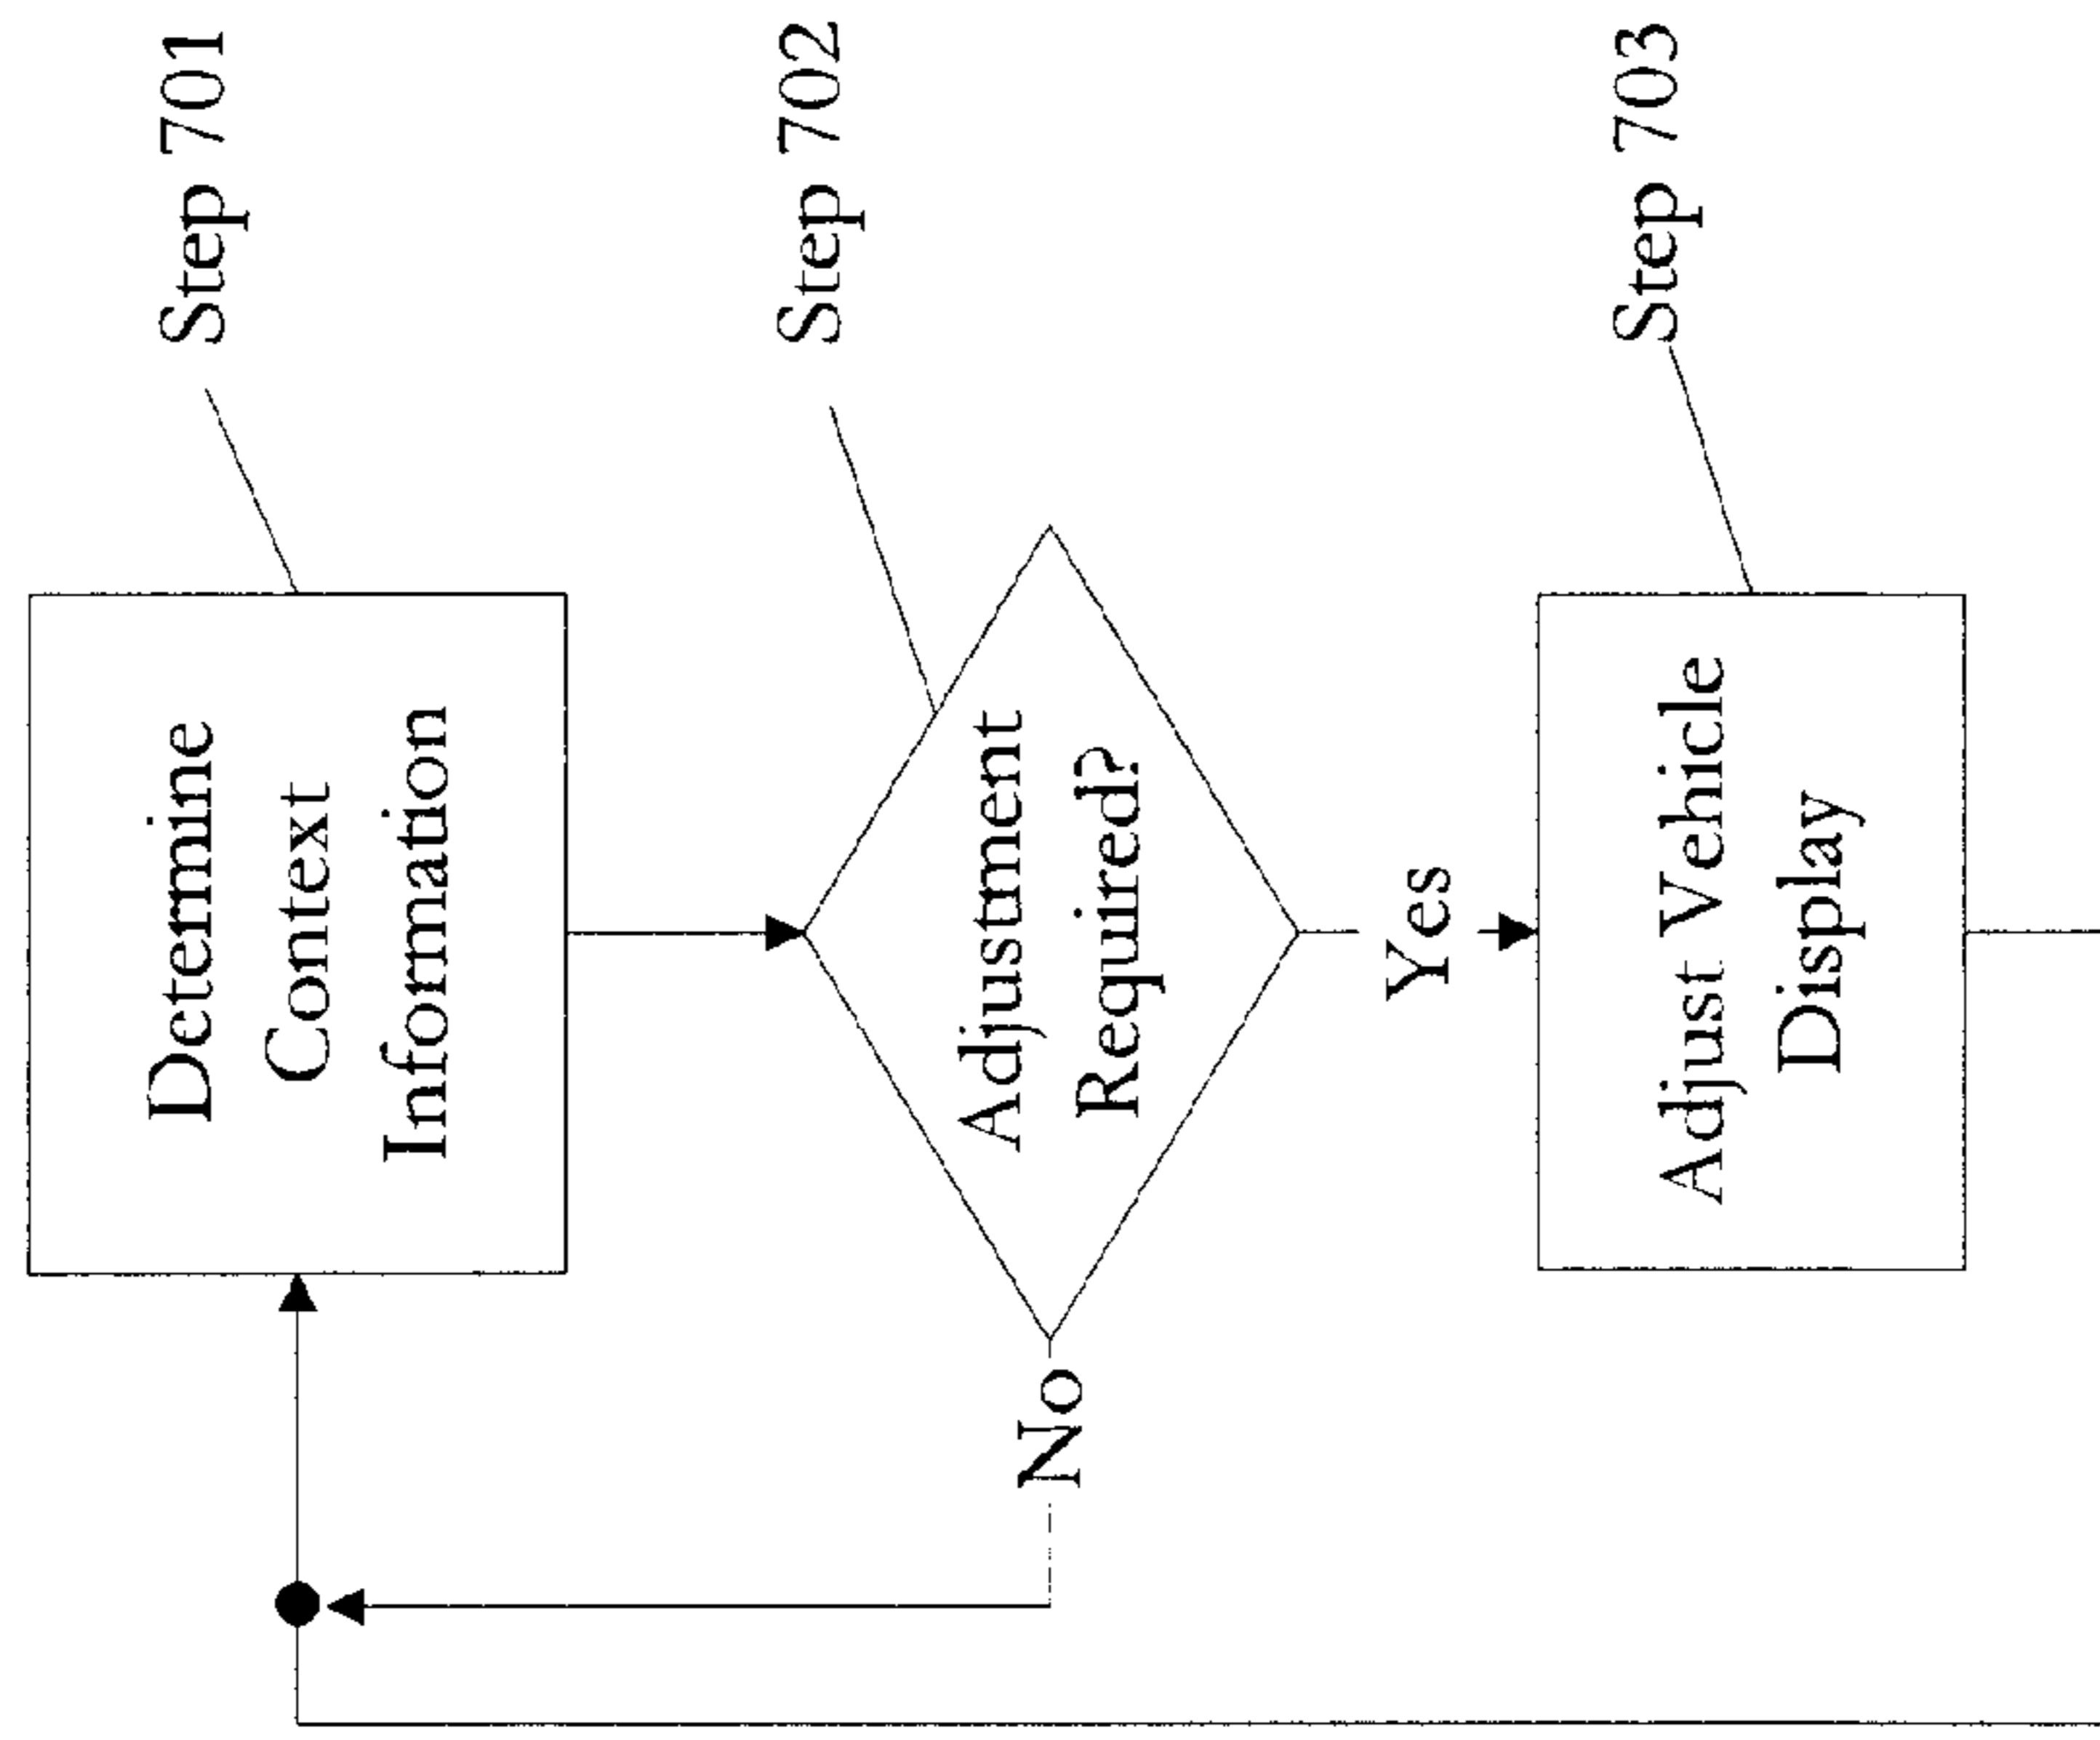 Determine
Context
Information
Step 701
Adjustment
Required?
Step 702
No
Yes
Adjust Vehicle
Display
Step 703